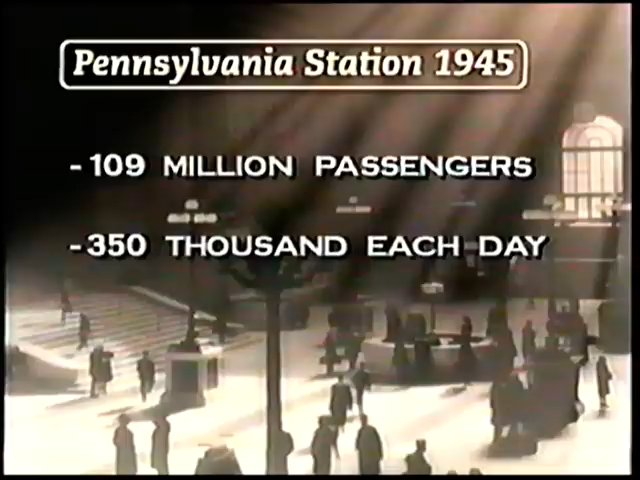 Pennsylvania Station 1945
- 109 MILLION PASSENGERS
- 350 THOUSAND EACH DAY